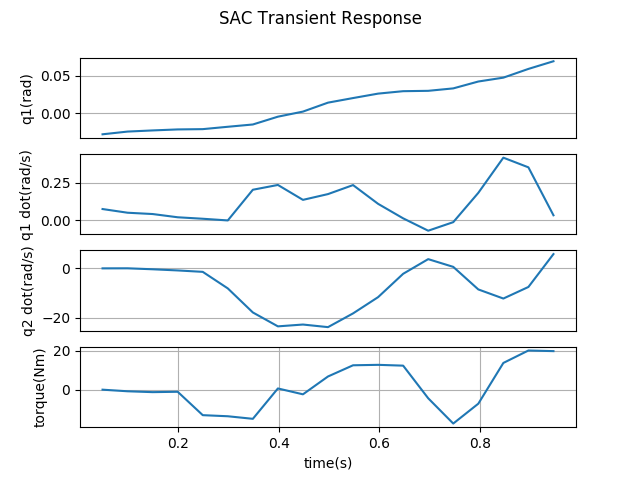 SAC Transient Response
q1(rad)
0.05
0.00
q1 dot(rad/s)
0.25
0.00
q2 dot(rad/s)
0
−20
torque(Nm)
20
0
0.2 0.4 0.6 0.8
time(s)